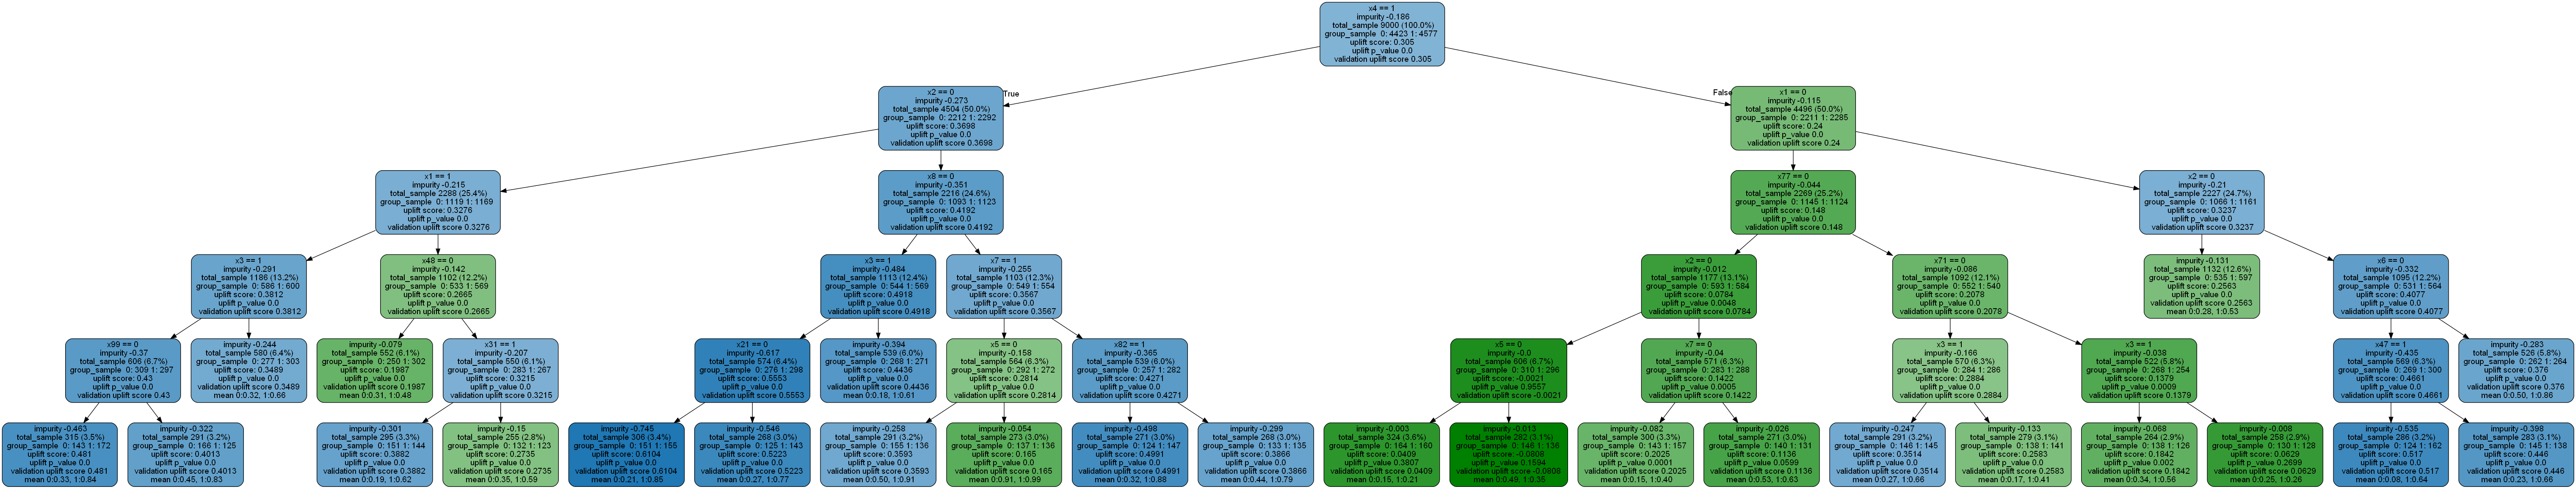 x4 == 1
impurity -0.186
total_sample 9000 (100.0%)
group_sample 0: 4423 1: 4577
uplift score: 0.305
uplift p_value 0.0
validation uplift score 0.305
True
False
x2 == 0
impurity -0.273
total_sample 4504 (50.0%)
group_sample 0: 2212 1: 2292
uplift score: 0.3698
uplift p_value 0.0
validation uplift score 0.3698
x1 == 0
impurity -0.115
total_sample 4496 (50.0%)
group_sample 0: 2211 1: 2285
uplift score: 0.24
uplift p_value 0.0
validation uplift score 0.24
x1 == 1
impurity -0.215
total_sample 2288 (25.4%)
group_sample 0: 1119 1: 1169
uplift score: 0.3276
uplift p_value 0.0
validation uplift score 0.3276
x8 == 0
impurity -0.351
total_sample 2216 (24.6%)
group_sample 0: 1093 1: 1123
uplift score: 0.4192
uplift p_value 0.0
validation uplift score 0.4192
x77 == 0
impurity -0.044
total_sample 2269 (25.2%)
group_sample 0: 1145 1: 1124
uplift score: 0.148
uplift p_value 0.0
validation uplift score 0.148
x2 == 0
impurity -0.21
total_sample 2227 (24.7%)
group_sample 0: 1066 1: 1161
uplift score: 0.3237
uplift p_value 0.0
validation uplift score 0.3237
x3 == 1
impurity -0.291
total_sample 1186 (13.2%)
group_sample 0: 586 1: 600
uplift score: 0.3812
uplift p_value 0.0
validation uplift score 0.3812
x48 == 0
impurity -0.142
total_sample 1102 (12.2%)
group_sample 0: 533 1: 569
uplift score: 0.2665
uplift p_value 0.0
validation uplift score 0.2665
x3 == 1
impurity -0.484
total_sample 1113 (12.4%)
group_sample 0: 544 1: 569
uplift score: 0.4918
uplift p_value 0.0
validation uplift score 0.4918
x7 == 1
impurity -0.255
total_sample 1103 (12.3%)
group_sample 0: 549 1: 554
uplift score: 0.3567
uplift p_value 0.0
validation uplift score 0.3567
x2 == 0
impurity -0.012
total_sample 1177 (13.1%)
group_sample 0: 593 1: 584
uplift score: 0.0784
uplift p_value 0.0048
validation uplift score 0.0784
x71 == 0
impurity -0.086
total_sample 1092 (12.1%)
group_sample 0: 552 1: 540
uplift score: 0.2078
uplift p_value 0.0
validation uplift score 0.2078
impurity -0.131
total_sample 1132 (12.6%)
group_sample 0: 535 1: 597
uplift score: 0.2563
uplift p_value 0.0
validation uplift score 0.2563
mean 0:0.28, 1:0.53
x6 == 0
impurity -0.332
total_sample 1095 (12.2%)
group_sample 0: 531 1: 564
uplift score: 0.4077
uplift p_value 0.0
validation uplift score 0.4077
x99 == 0
impurity -0.37
total_sample 606 (6.7%)
group_sample 0: 309 1: 297
uplift score: 0.43
uplift p_value 0.0
validation uplift score 0.43
impurity -0.244
total_sample 580 (6.4%)
group_sample 0: 277 1: 303
uplift score: 0.3489
uplift p_value 0.0
validation uplift score 0.3489
mean 0:0.32, 1:0.66
impurity -0.079
total_sample 552 (6.1%)
group_sample 0: 250 1: 302
uplift score: 0.1987
uplift p_value 0.0
validation uplift score 0.1987
mean 0:0.31, 1:0.48
x31 == 1
impurity -0.207
total_sample 550 (6.1%)
group_sample 0: 283 1: 267
uplift score: 0.3215
uplift p_value 0.0
validation uplift score 0.3215
x21 == 0
impurity -0.617
total_sample 574 (6.4%)
group_sample 0: 276 1: 298
uplift score: 0.5553
uplift p_value 0.0
validation uplift score 0.5553
impurity -0.394
total_sample 539 (6.0%)
group_sample 0: 268 1: 271
uplift score: 0.4436
uplift p_value 0.0
validation uplift score 0.4436
mean 0:0.18, 1:0.61
x5 == 0
impurity -0.158
total_sample 564 (6.3%)
group_sample 0: 292 1: 272
uplift score: 0.2814
uplift p_value 0.0
validation uplift score 0.2814
x82 == 1
impurity -0.365
total_sample 539 (6.0%)
group_sample 0: 257 1: 282
uplift score: 0.4271
uplift p_value 0.0
validation uplift score 0.4271
x5 == 0
impurity -0.0
total_sample 606 (6.7%)
group_sample 0: 310 1: 296
uplift score: -0.0021
uplift p_value 0.9557
validation uplift score -0.0021
x7 == 0
impurity -0.04
total_sample 571 (6.3%)
group_sample 0: 283 1: 288
uplift score: 0.1422
uplift p_value 0.0005
validation uplift score 0.1422
x3 == 1
impurity -0.166
total_sample 570 (6.3%)
group_sample 0: 284 1: 286
uplift score: 0.2884
uplift p_value 0.0
validation uplift score 0.2884
x3 == 1
impurity -0.038
total_sample 522 (5.8%)
group_sample 0: 268 1: 254
uplift score: 0.1379
uplift p_value 0.0009
validation uplift score 0.1379
x47 == 1
impurity -0.435
total_sample 569 (6.3%)
group_sample 0: 269 1: 300
uplift score: 0.4661
uplift p_value 0.0
validation uplift score 0.4661
impurity -0.283
total_sample 526 (5.8%)
group_sample 0: 262 1: 264
uplift score: 0.376
uplift p_value 0.0
validation uplift score 0.376
mean 0:0.50, 1:0.86
impurity -0.463
total_sample 315 (3.5%)
group_sample 0: 143 1: 172
uplift score: 0.481
uplift p_value 0.0
validation uplift score 0.481
mean 0:0.33, 1:0.84
impurity -0.322
total_sample 291 (3.2%)
group_sample 0: 166 1: 125
uplift score: 0.4013
uplift p_value 0.0
validation uplift score 0.4013
mean 0:0.45, 1:0.83
impurity -0.301
total_sample 295 (3.3%)
group_sample 0: 151 1: 144
uplift score: 0.3882
uplift p_value 0.0
validation uplift score 0.3882
mean 0:0.19, 1:0.62
impurity -0.15
total_sample 255 (2.8%)
group_sample 0: 132 1: 123
uplift score: 0.2735
uplift p_value 0.0
validation uplift score 0.2735
mean 0:0.35, 1:0.59
impurity -0.745
total_sample 306 (3.4%)
group_sample 0: 151 1: 155
uplift score: 0.6104
uplift p_value 0.0
validation uplift score 0.6104
mean 0:0.21, 1:0.85
impurity -0.546
total_sample 268 (3.0%)
group_sample 0: 125 1: 143
uplift score: 0.5223
uplift p_value 0.0
validation uplift score 0.5223
mean 0:0.27, 1:0.77
impurity -0.258
total_sample 291 (3.2%)
group_sample 0: 155 1: 136
uplift score: 0.3593
uplift p_value 0.0
validation uplift score 0.3593
mean 0:0.50, 1:0.91
impurity -0.054
total_sample 273 (3.0%)
group_sample 0: 137 1: 136
uplift score: 0.165
uplift p_value 0.0
validation uplift score 0.165
mean 0:0.91, 1:0.99
impurity -0.498
total_sample 271 (3.0%)
group_sample 0: 124 1: 147
uplift score: 0.4991
uplift p_value 0.0
validation uplift score 0.4991
mean 0:0.32, 1:0.88
impurity -0.299
total_sample 268 (3.0%)
group_sample 0: 133 1: 135
uplift score: 0.3866
uplift p_value 0.0
validation uplift score 0.3866
mean 0:0.44, 1:0.79
impurity -0.003
total_sample 324 (3.6%)
group_sample 0: 164 1: 160
uplift score: 0.0409
uplift p_value 0.3807
validation uplift score 0.0409
mean 0:0.15, 1:0.21
impurity -0.013
total_sample 282 (3.1%)
group_sample 0: 146 1: 136
uplift score: -0.0808
uplift p_value 0.1594
validation uplift score -0.0808
mean 0:0.49, 1:0.35
impurity -0.082
total_sample 300 (3.3%)
group_sample 0: 143 1: 157
uplift score: 0.2025
uplift p_value 0.0001
validation uplift score 0.2025
mean 0:0.15, 1:0.40
impurity -0.026
total_sample 271 (3.0%)
group_sample 0: 140 1: 131
uplift score: 0.1136
uplift p_value 0.0599
validation uplift score 0.1136
mean 0:0.53, 1:0.63
impurity -0.247
total_sample 291 (3.2%)
group_sample 0: 146 1: 145
uplift score: 0.3514
uplift p_value 0.0
validation uplift score 0.3514
mean 0:0.27, 1:0.66
impurity -0.133
total_sample 279 (3.1%)
group_sample 0: 138 1: 141
uplift score: 0.2583
uplift p_value 0.0
validation uplift score 0.2583
mean 0:0.17, 1:0.41
impurity -0.068
total_sample 264 (2.9%)
group_sample 0: 138 1: 126
uplift score: 0.1842
uplift p_value 0.002
validation uplift score 0.1842
mean 0:0.34, 1:0.56
impurity -0.008
total_sample 258 (2.9%)
group_sample 0: 130 1: 128
uplift score: 0.0629
uplift p_value 0.2699
validation uplift score 0.0629
mean 0:0.25, 1:0.26
impurity -0.535
total_sample 286 (3.2%)
group_sample 0: 124 1: 162
uplift score: 0.517
uplift p_value 0.0
validation uplift score 0.517
mean 0:0.08, 1:0.64
impurity -0.398
total_sample 283 (3.1%)
group_sample 0: 145 1: 138
uplift score: 0.446
uplift p_value 0.0
validation uplift score 0.446
mean 0:0.23, 1:0.66